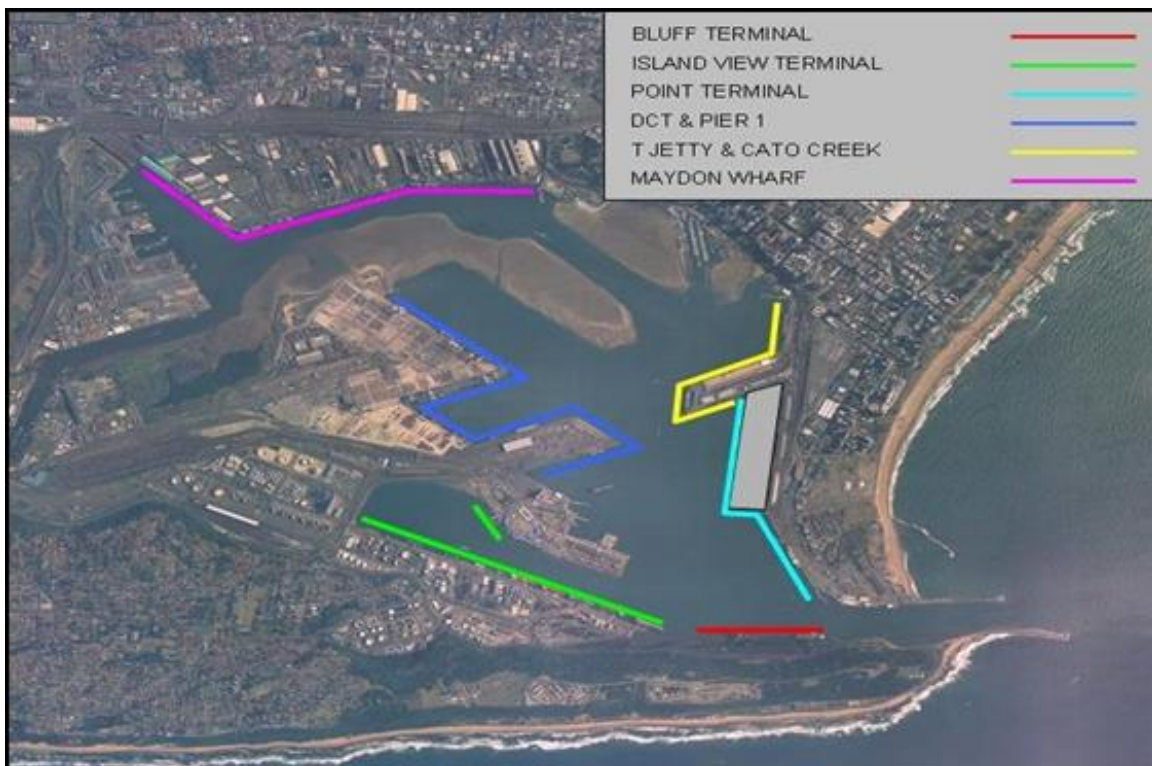 BLUFF TERMINAL
ISLAND VIEW TERMINAL
POINT TERMINAL
DCT & PIER 1
T JETTY & CATO CREEK
MAYDON WHARF